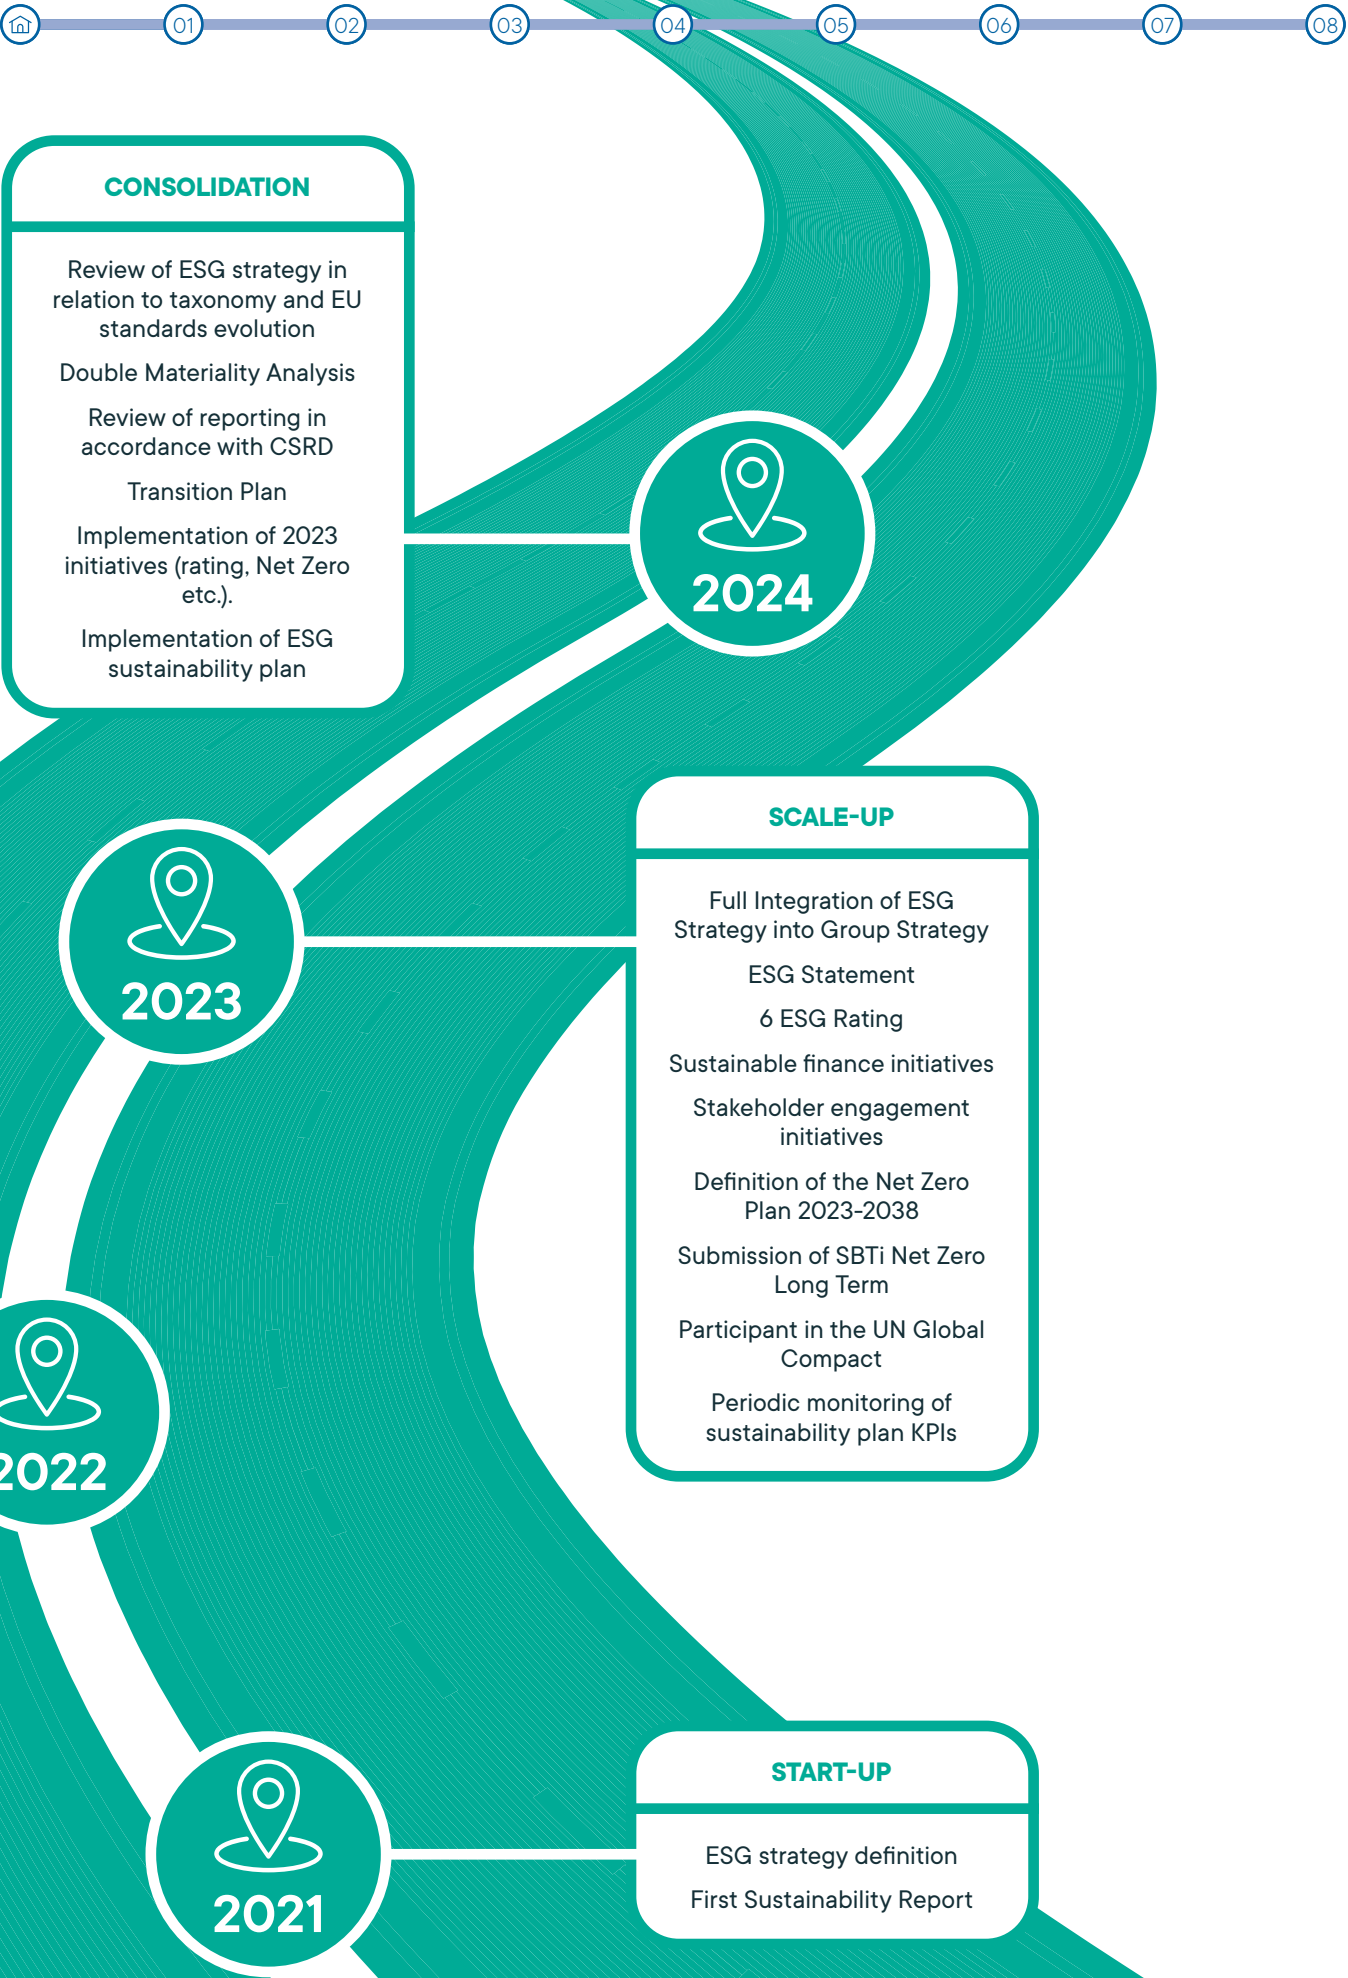 01
02
03
04
05
06
07
08
CONSOLIDATION
Review of ESG strategy in
relation to taxonomy and EU
standards evolution
Double Materiality Analysis
Review of reporting in
accordance with CSRD
Transition Plan
Implementation of 2023
initiatives (rating, Net Zero
etc.).
Implementation of ESG
sustainability plan
2024
SCALE-UP
Full Integration of ESG
Strategy into Group Strategy
ESG Statement
6 ESG Rating
Sustainable finance initiatives
Stakeholder engagement
initiatives
Definition of the Net Zero
Plan 2023-2038
Submission of SBTi Net Zero
Long Term
Participant in the UN Global
Compact
Periodic monitoring of
sustainability plan KPIs
2023
2022
START-UP
ESG strategy definition
First Sustainability Report
2021